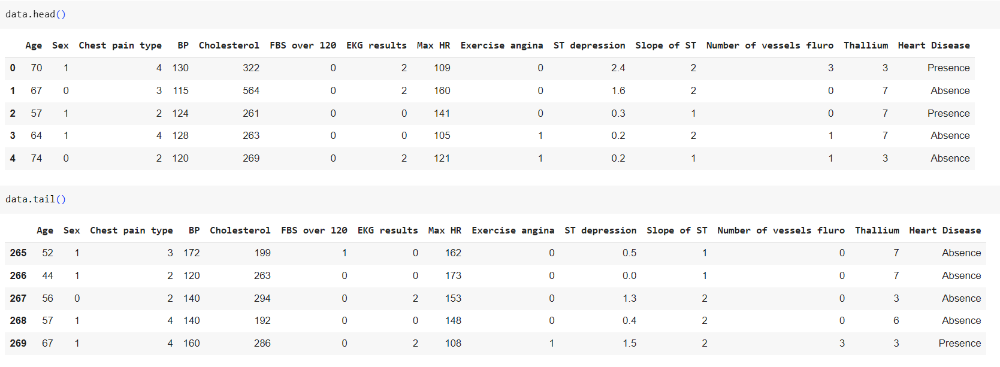 data.head()
Age Sex Chest pain type BP Cholesterol FBS over 120 EKG results Max HR Exercise angina ST depression Slope of ST Number of vessels fluro Thallium Heart Disease
0 70 1 4 130 322 0 2 109 0 2.4 2 3 3 Presence
1 67 0 3 115 564 0 2 160 0 1.6 2 0 7 Absence
2 57 1 2 124 261 0 0 141 0 0.3 1 0 7 Presence
3 64 1 4 128 263 0 0 105 1 0.2 2 1 7 Absence
4 74 0 2 120 269 0 2 121 1 0.2 1 1 3 Absence
data.tail()
Age Sex Chest pain type BP Cholesterol FBS over 120 EKG results Max HR Exercise angina ST depression Slope of ST Number of vessels fluro Thallium Heart Disease
265 52 1 3 172 199 1 0 162 0 0.5 1 0 7 Absence
266 44 1 2 120 263 0 0 173 0 0.0 1 0 7 Absence
267 56 0 2 140 294 0 2 153 0 1.3 2 0 3 Absence
268 57 1 4 140 192 0 0 148 0 0.4 2 0 6 Absence
269 67 1 4 160 286 0 2 108 1 1.5 2 3 3 Presence